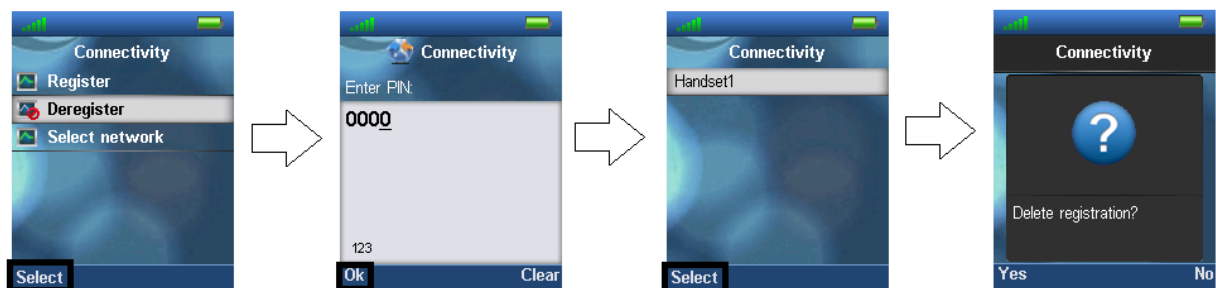 Connectivity
Register
Deregister
Select network
Select
Connectivity
Enter PIN:
0000
123
Ok Clear
Connectivity
Handset1
Select
Connectivity
?
Delete registration?
Yes No